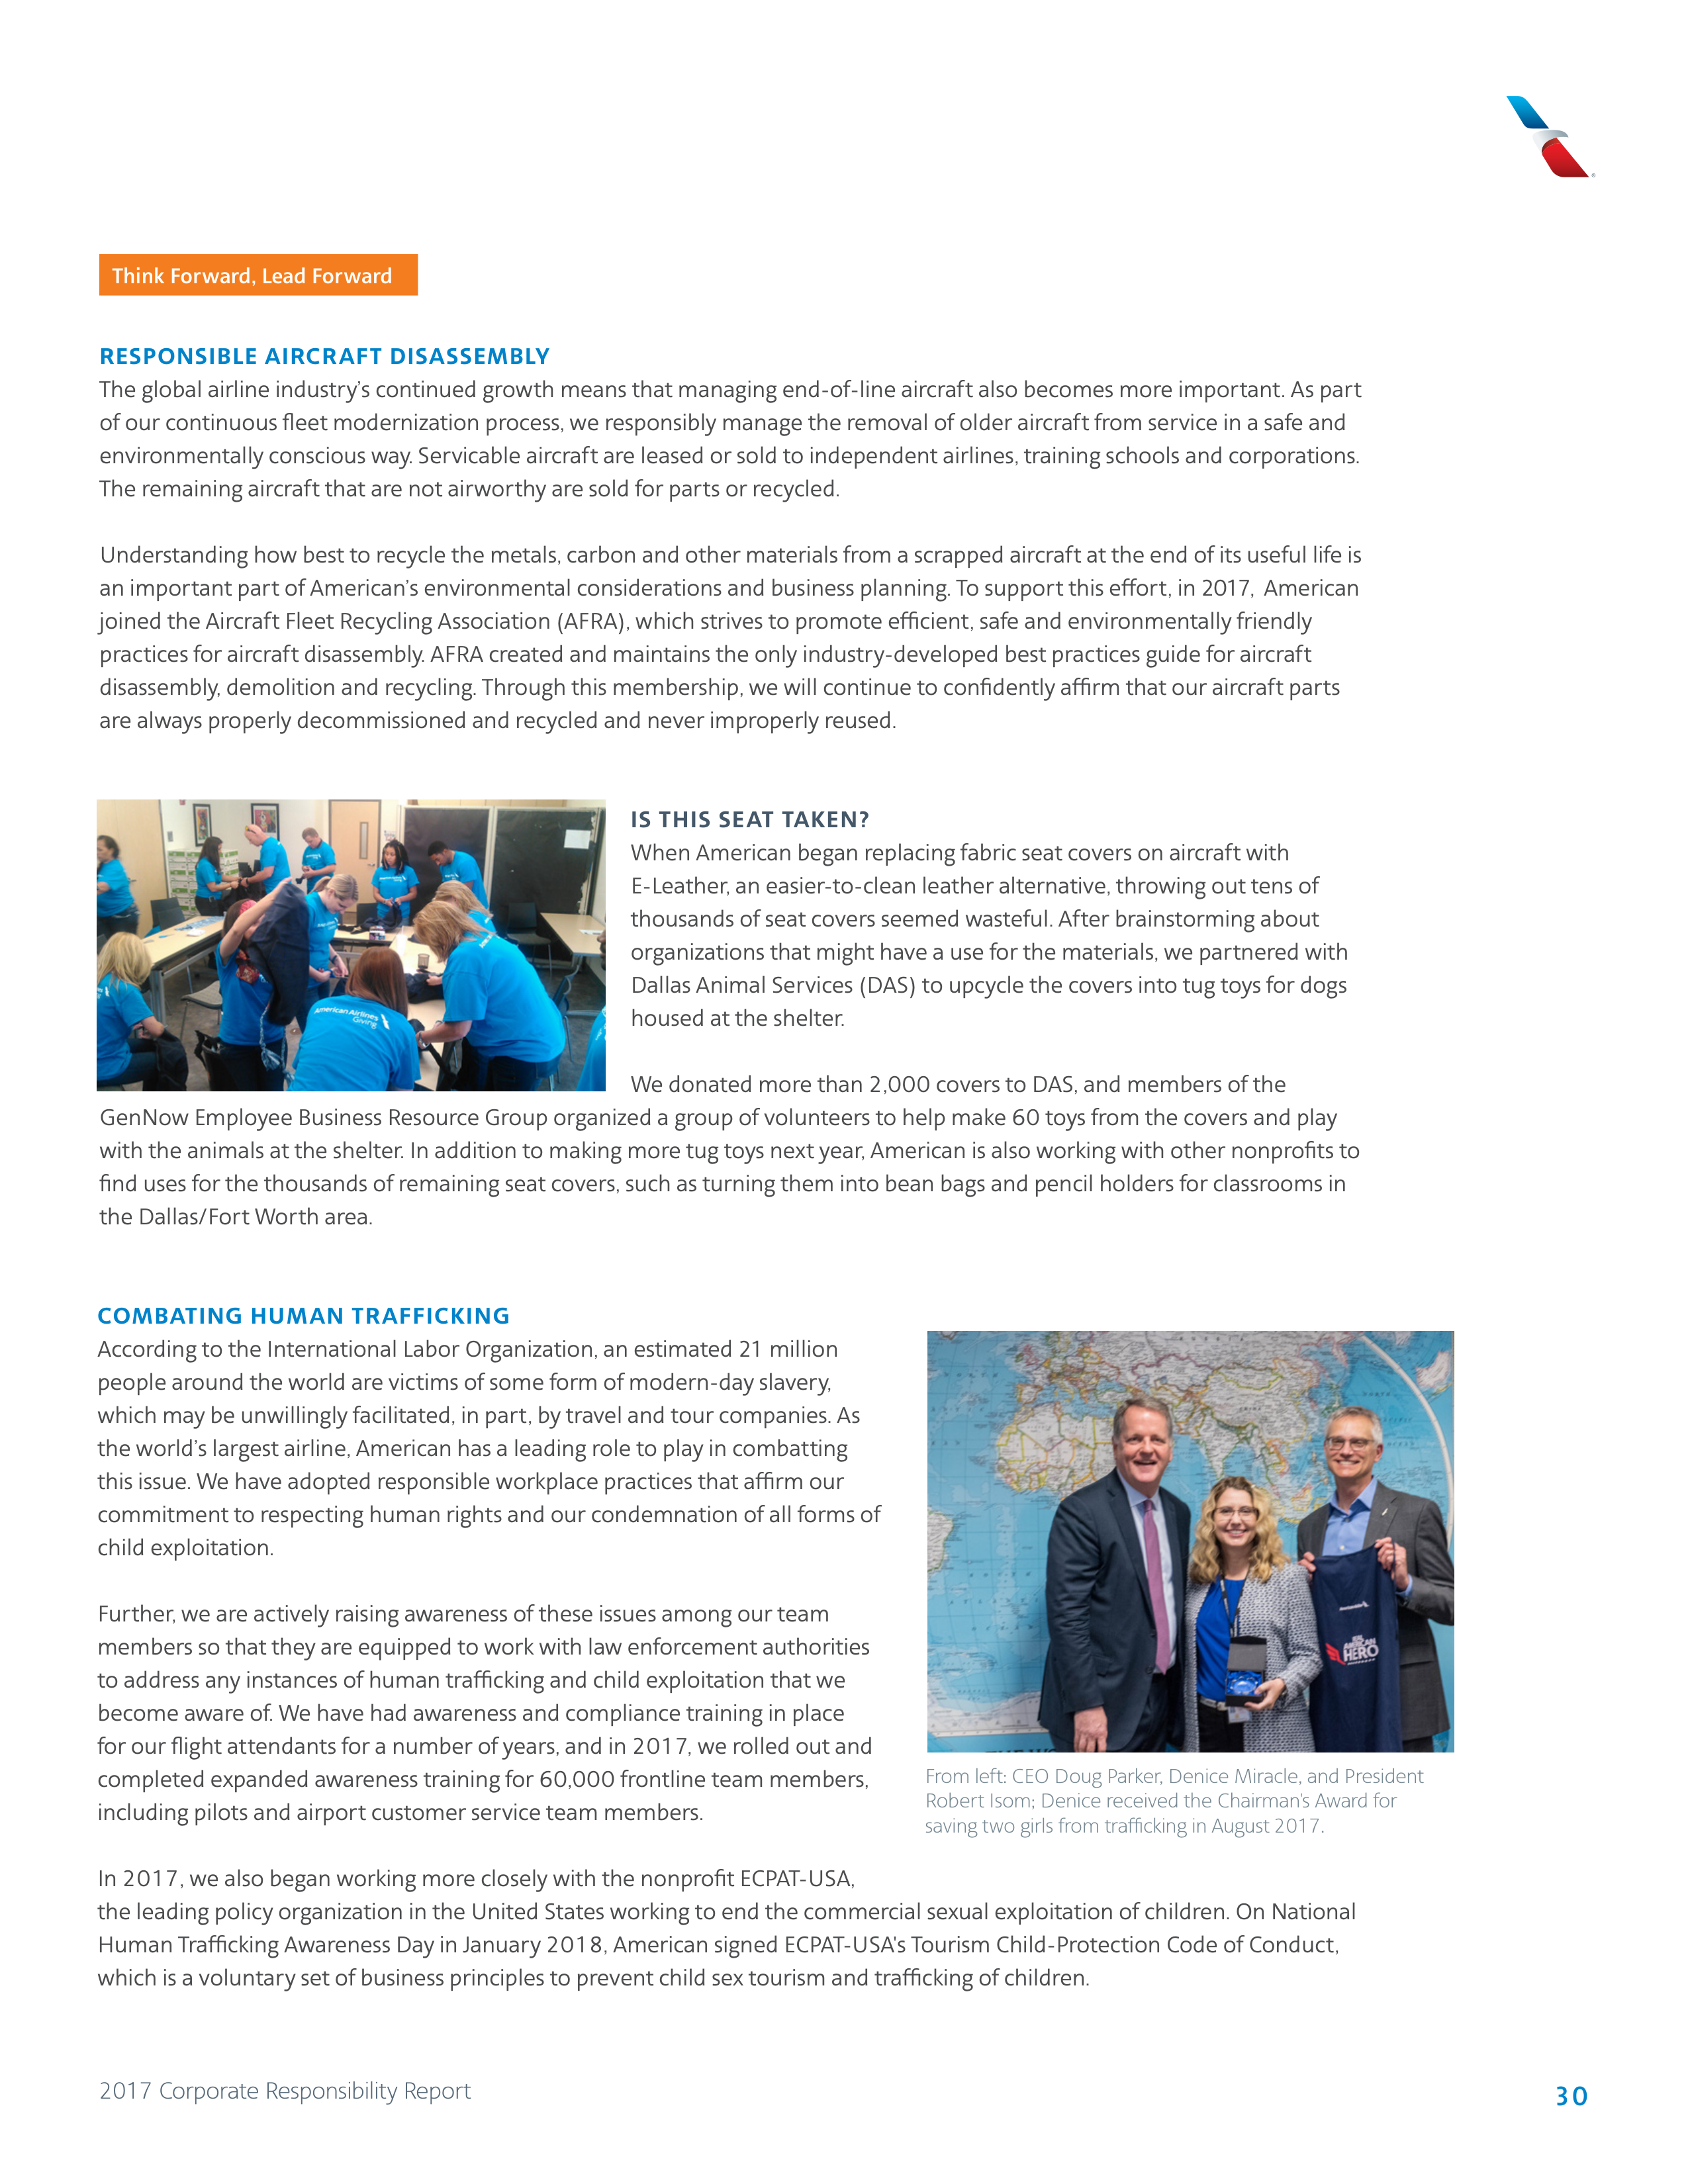 Think Forward, Lead Forward
RESPONSIBLE AIRCRAFT DISASSEMBLY
The global airline industry’s continued growth means that managing end-of-line aircraft also becomes more important. As part
of our continuous fleet modernization process, we responsibly manage the removal of older aircraft from service in a safe and
environmentally conscious way. Servicable aircraft are leased or sold to independent airlines, training schools and corporations.
The remaining aircraft that are not airworthy are sold for parts or recycled.
Understanding how best to recycle the metals, carbon and other materials from a scrapped aircraft at the end of its useful life is
an important part of American’s environmental considerations and business planning. To support this effort, in 2017, American
joined the Aircraft Fleet Recycling Association (AFRA), which strives to promote efficient, safe and environmentally friendly
practices for aircraft disassembly. AFRA created and maintains the only industry-developed best practices guide for aircraft
disassembly, demolition and recycling. Through this membership, we will continue to confidently affirm that our aircraft parts
are always properly decommissioned and recycled and never improperly reused.
American Airlines
Giving
IS THIS SEAT TAKEN?
When American began replacing fabric seat covers on aircraft with
E-Leather, an easier-to-clean leather alternative, throwing out tens of
thousands of seat covers seemed wasteful. After brainstorming about
organizations that might have a use for the materials, we partnered with
Dallas Animal Services (DAS) to upcycle the covers into tug toys for dogs
housed at the shelter.
We donated more than 2,000 covers to DAS, and members of the
GenNow Employee Business Resource Group organized a group of volunteers to help make 60 toys from the covers and play
with the animals at the shelter. In addition to making more tug toys next year, American is also working with other nonprofits to
find uses for the thousands of remaining seat covers, such as turning them into bean bags and pencil holders for classrooms in
the Dallas/Fort Worth area.
COMBATING HUMAN TRAFFICKING
According to the International Labor Organization, an estimated 21 million
people around the world are victims of some form of modern-day slavery,
which may be unwillingly facilitated, in part, by travel and tour companies. As
the world’s largest airline, American has a leading role to play in combatting
this issue. We have adopted responsible workplace practices that affirm our
commitment to respecting human rights and our condemnation of all forms of
child exploitation.
Further, we are actively raising awareness of these issues among our team
members so that they are equipped to work with law enforcement authorities
to address any instances of human trafficking and child exploitation that we
become aware of. We have had awareness and compliance training in place
for our flight attendants for a number of years, and in 2017, we rolled out and
completed expanded awareness training for 60,000 frontline team members,
including pilots and airport customer service team members.
AMERICAN
HERO
From left: CEO Doug Parker, Denice Miracle, and President
Robert Isom; Denice received the Chairman’s Award for
saving two girls from trafficking in August 2017.
In 2017, we also began working more closely with the nonprofit ECPAT-USA,
the leading policy organization in the United States working to end the commercial sexual exploitation of children. On National
Human Trafficking Awareness Day in January 2018, American signed ECPAT-USA’s Tourism Child-Protection Code of Conduct,
which is a voluntary set of business principles to prevent child sex tourism and trafficking of children.
2017 Corporate Responsibility Report
30